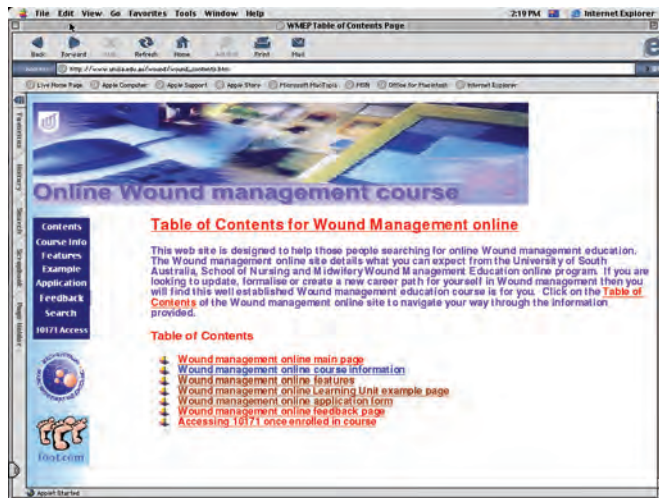 File Edit View Go Favorites Tools Window Help 2:19 PM Internet Explorer
WMEP Table of Contents Page
Back Forward Refresh Home Print Mail
Live Home Page Apple Computer Apple Support Apple Store Microsoft MacTopia MSN Office for Macintosh Internet Explorer
Favorites
History
Search
Scrapbook
Page Holder
Online Wound management course
Contents
Course Info
Features
Example
Application
Feedback
Search
10171 Access
foot.com
Table of Contents for Wound Management online
This web site is designed to help those people searching for online Wound management education.
The Wound management online site details what you can expect from the University of South
Australia, School of Nursing and Midwifery Wound Management Education online program. If you are
looking to update, formalise or create a new career path for yourself in Wound management then you
will find this well established Wound management education course is for you. Click on the Table of
Contents of the Wound management online site to navigate your way through the information
provided.
Table of Contents
Wound management online main page
Wound management online course information
Wound management online features
Wound management online Learning Unit example page
Wound management online application form
Wound management online feedback page
Accessing 10171 once enrolled in course
Applet Started